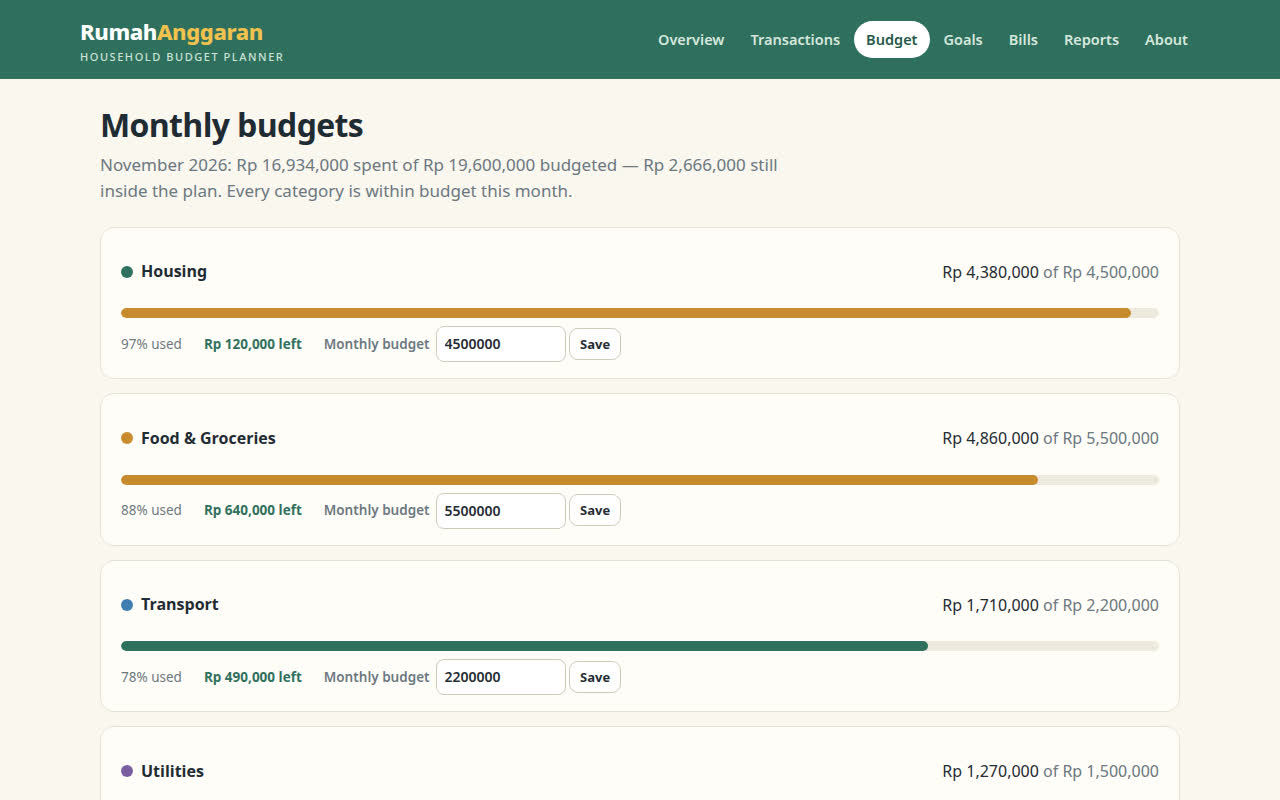 RumahAnggaran
HOUSEHOLD BUDGET PLANNER
Overview Transactions Budget Goals Bills Reports About
Monthly budgets
November 2026: Rp 16,934,000 spent of Rp 19,600,000 budgeted — Rp 2,666,000 still
inside the plan. Every category is within budget this month.
Housing Rp 4,380,000 of Rp 4,500,000
97% used Rp 120,000 left Monthly budget 4500000 Save
Food & Groceries Rp 4,860,000 of Rp 5,500,000
88% used Rp 640,000 left Monthly budget 5500000 Save
Transport Rp 1,710,000 of Rp 2,200,000
78% used Rp 490,000 left Monthly budget 2200000 Save
Utilities Rp 1,270,000 of Rp 1,500,000